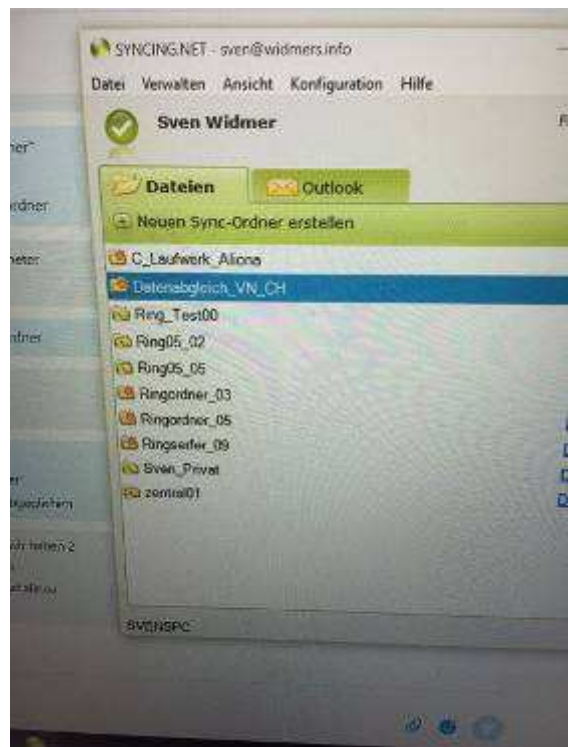 SYNCING.NET - sven@widmers.info
Datei Verwalten Ansicht Konfiguration Hilfe
Sven Widmer
Dateien Outlook
Neuen Sync-Ordner erstellen
C_Laufwerk_Aliona
Datenabgleich_VN_CH
Ring_Test00
Ring05_02
Ring05_05
Ringordner_03
Ringordner_05
Ringserfer_09
Sven_Privat
zentral01
SVENSPC